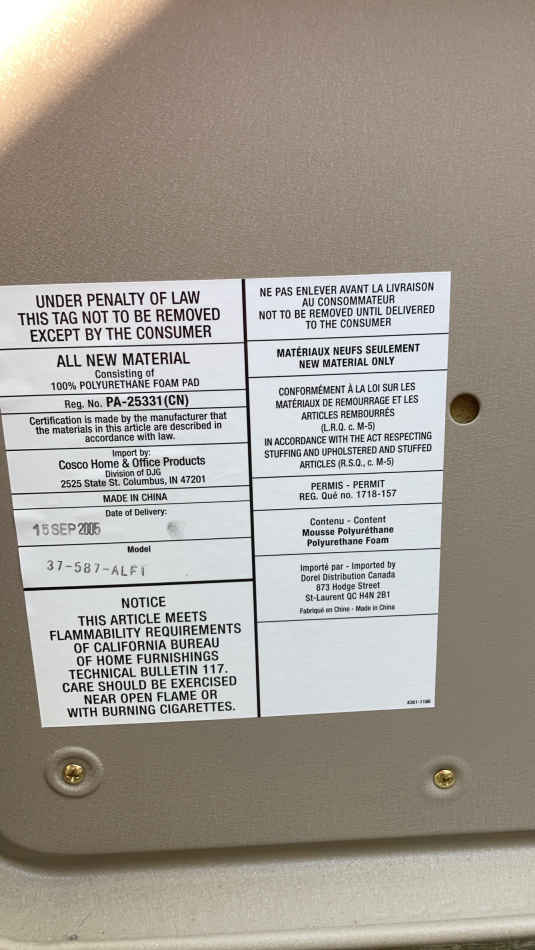 UNDER PENALTY OF LAW
THIS TAG NOT TO BE REMOVED
EXCEPT BY THE CONSUMER
ALL NEW MATERIAL
Consisting of
100% POLYURETHANE FOAM PAD
Reg. No. PA-25331(CN)
Certification is made by the manufacturer that
the materials in this article are described in
accordance with law.
Import by:
Cosco Home & Office Products
Division of DJG
2525 State St. Columbus, IN 47201
MADE IN CHINA
Date of Delivery:
15 SEP 2005
Model
37-587-ALF1
NOTICE
THIS ARTICLE MEETS
FLAMMABILITY REQUIREMENTS
OF CALIFORNIA BUREAU
OF HOME FURNISHINGS
TECHNICAL BULLETIN 117.
CARE SHOULD BE EXERCISED
NEAR OPEN FLAME OR
WITH BURNING CIGARETTES.
NE PAS ENLEVER AVANT LA LIVRAISON
AU CONSOMMATEUR
NOT TO BE REMOVED UNTIL DELIVERED
TO THE CONSUMER
MATÉRIAUX NEUFS SEULEMENT
NEW MATERIAL ONLY
CONFORMÉMENT À LA LOI SUR LES
MATÉRIAUX DE REMOURRAGE ET LES
ARTICLES REMBOURRÉS
(L.R.Q. c. M-5)
IN ACCORDANCE WITH THE ACT RESPECTING
STUFFING AND UPHOLSTERED AND STUFFED
ARTICLES (R.S.Q., c. M-5)
PERMIS - PERMIT
REG. Qué no. 1718-157
Contenu - Content
Mousse Polyuréthane
Polyurethane Foam
Importé par - Imported by
Dorel Distribution Canada
873 Hodge Street
St-Laurent QC H4N 2B1
Fabriqué en Chine - Made in China